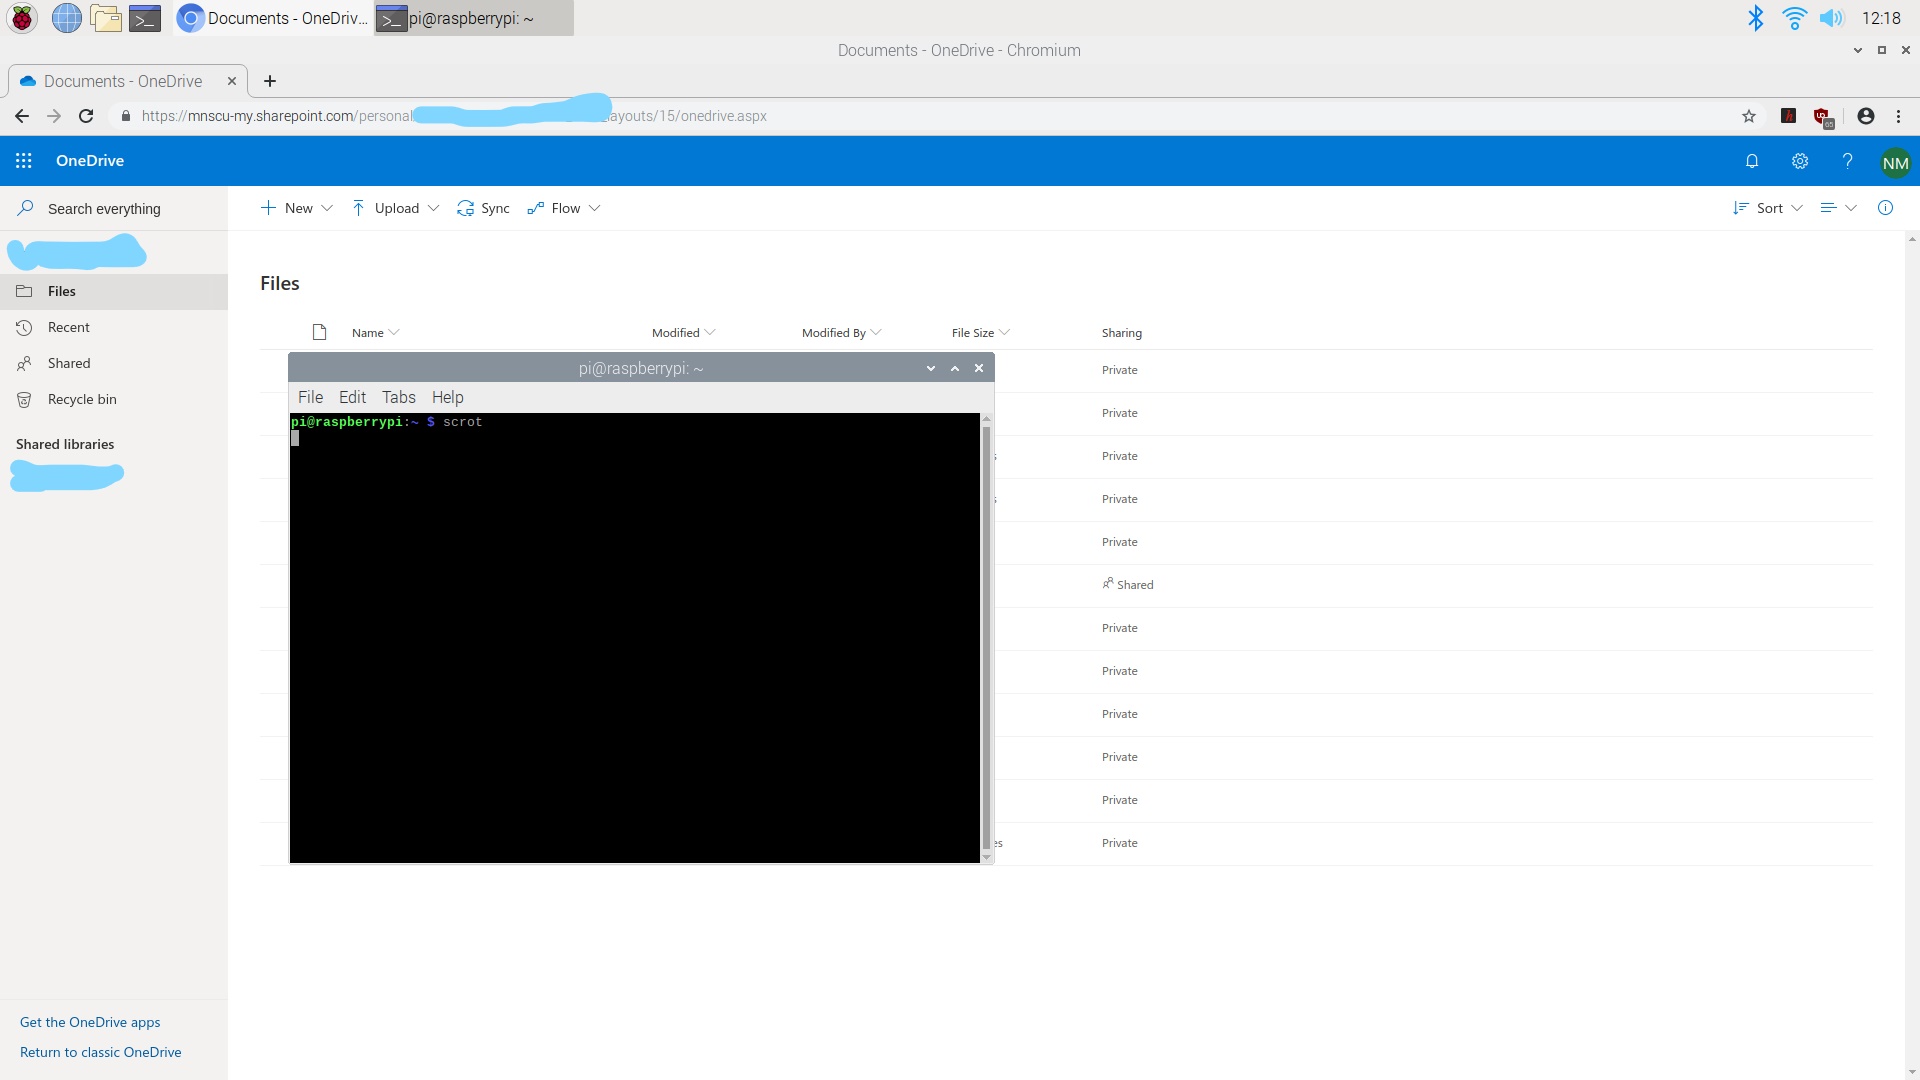 Documents - OneDriv...
pi@raspberrypi: ~
12:18
Documents - OneDrive - Chromium
Documents - OneDrive
https://mnscu-my.sharepoint.com/personal
ayouts/15/onedrive.aspx
OneDrive
NM
Search everything
New
Upload
Sync
Flow
Sort
Files
Recent
Shared
Recycle bin
Shared libraries
Get the OneDrive apps
Return to classic OneDrive
Files
Name
Modified
Modified By
File Size
Sharing
Private
Private
Private
Private
Private
Shared
Private
Private
Private
Private
Private
Private
pi@raspberrypi: ~
File
Edit
Tabs
Help
pi@raspberrypi:~ $ scrot